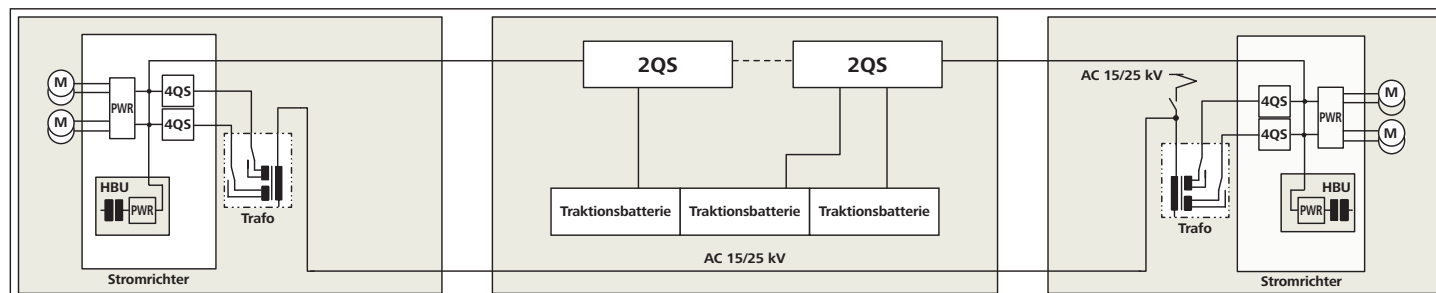 M
M
PWR
4QS
4QS
HBU
PWR
Trafo
Stromrichter
2QS
2QS
Traktionsbatterie
Traktionsbatterie
Traktionsbatterie
AC 15/25 kV
AC 15/25 kV
4QS
4QS
PWR
M
M
HBU
PWR
Trafo
Stromrichter